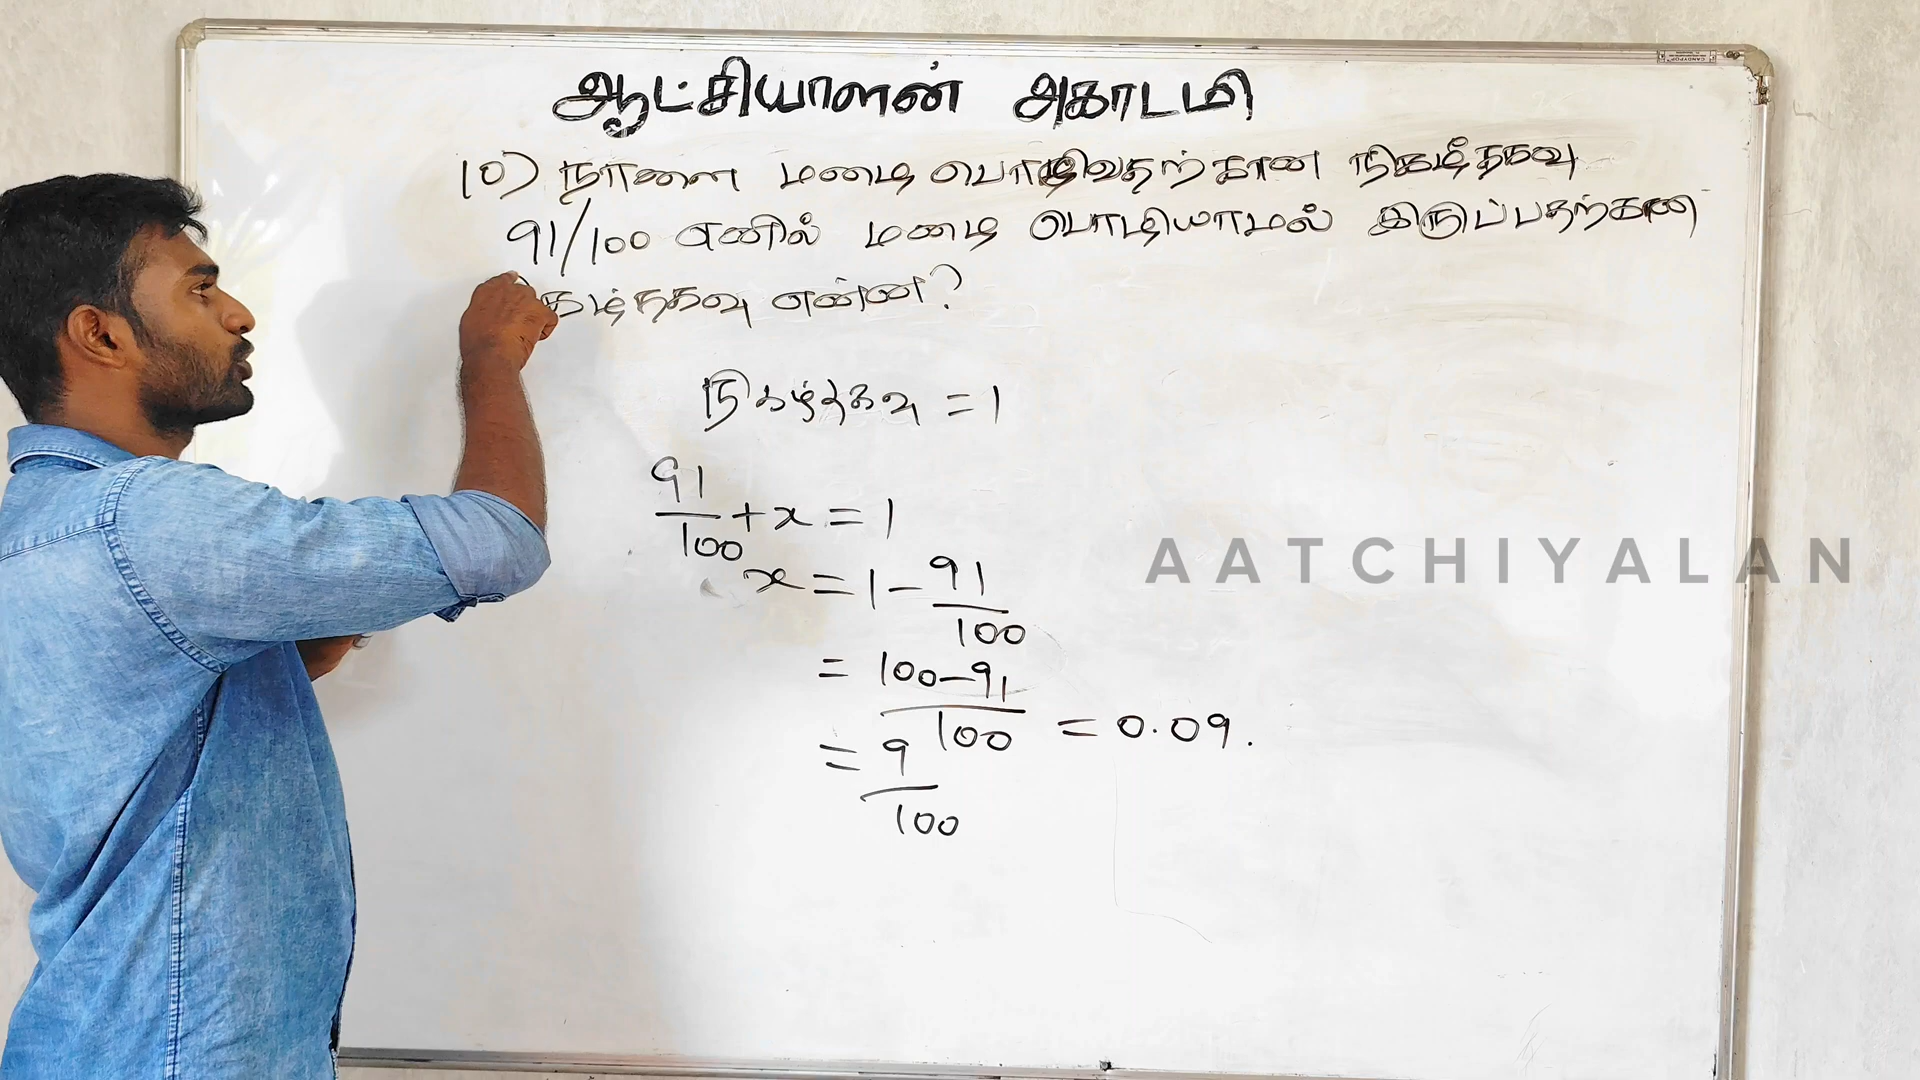 ஆட்சியாளன் அகாடமி
10) நாளை மழை பொழிவதற்கான நிகழ்தகவு
91/100 எனில் மழை பொழியாமல் இருப்பதற்கான
நிகழ்தகவு என்ன?
நிகழ்தகவு = 1
91/100 + x = 1
x = 1 - 91/100
= 100-91/100 = 0.09.
= 9/100
AATCHIYALAN